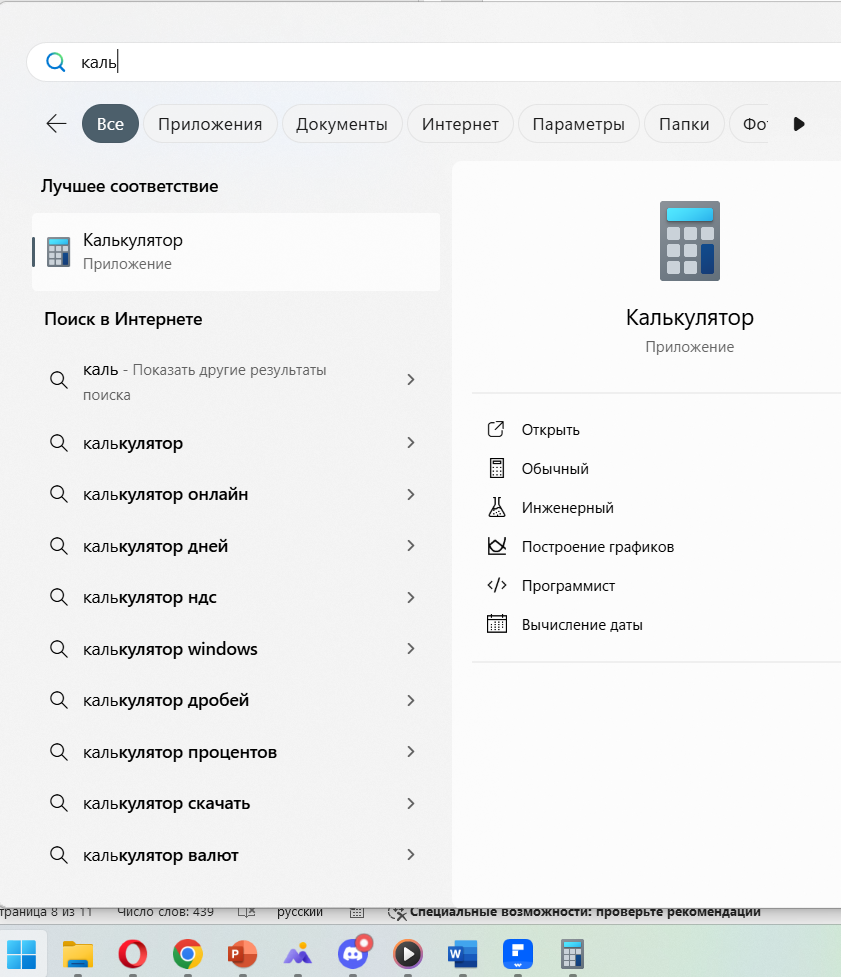 каль
Все
Приложения
Документы
Интернет
Параметры
Папки
Лучшее соответствие
Калькулятор
Приложение
Поиск в Интернете
каль - Показать другие результаты
поиска
калькулятор
калькулятор онлайн
калькулятор дней
калькулятор ндс
калькулятор windows
калькулятор дробей
калькулятор процентов
калькулятор скачать
калькулятор валют
Калькулятор
Приложение
Открыть
Обычный
Инженерный
Построение графиков
Программист
Вычисление даты
8 из 11
Число слов: 439
русский
Специальные возможности: проверьте рекомендации
P
W